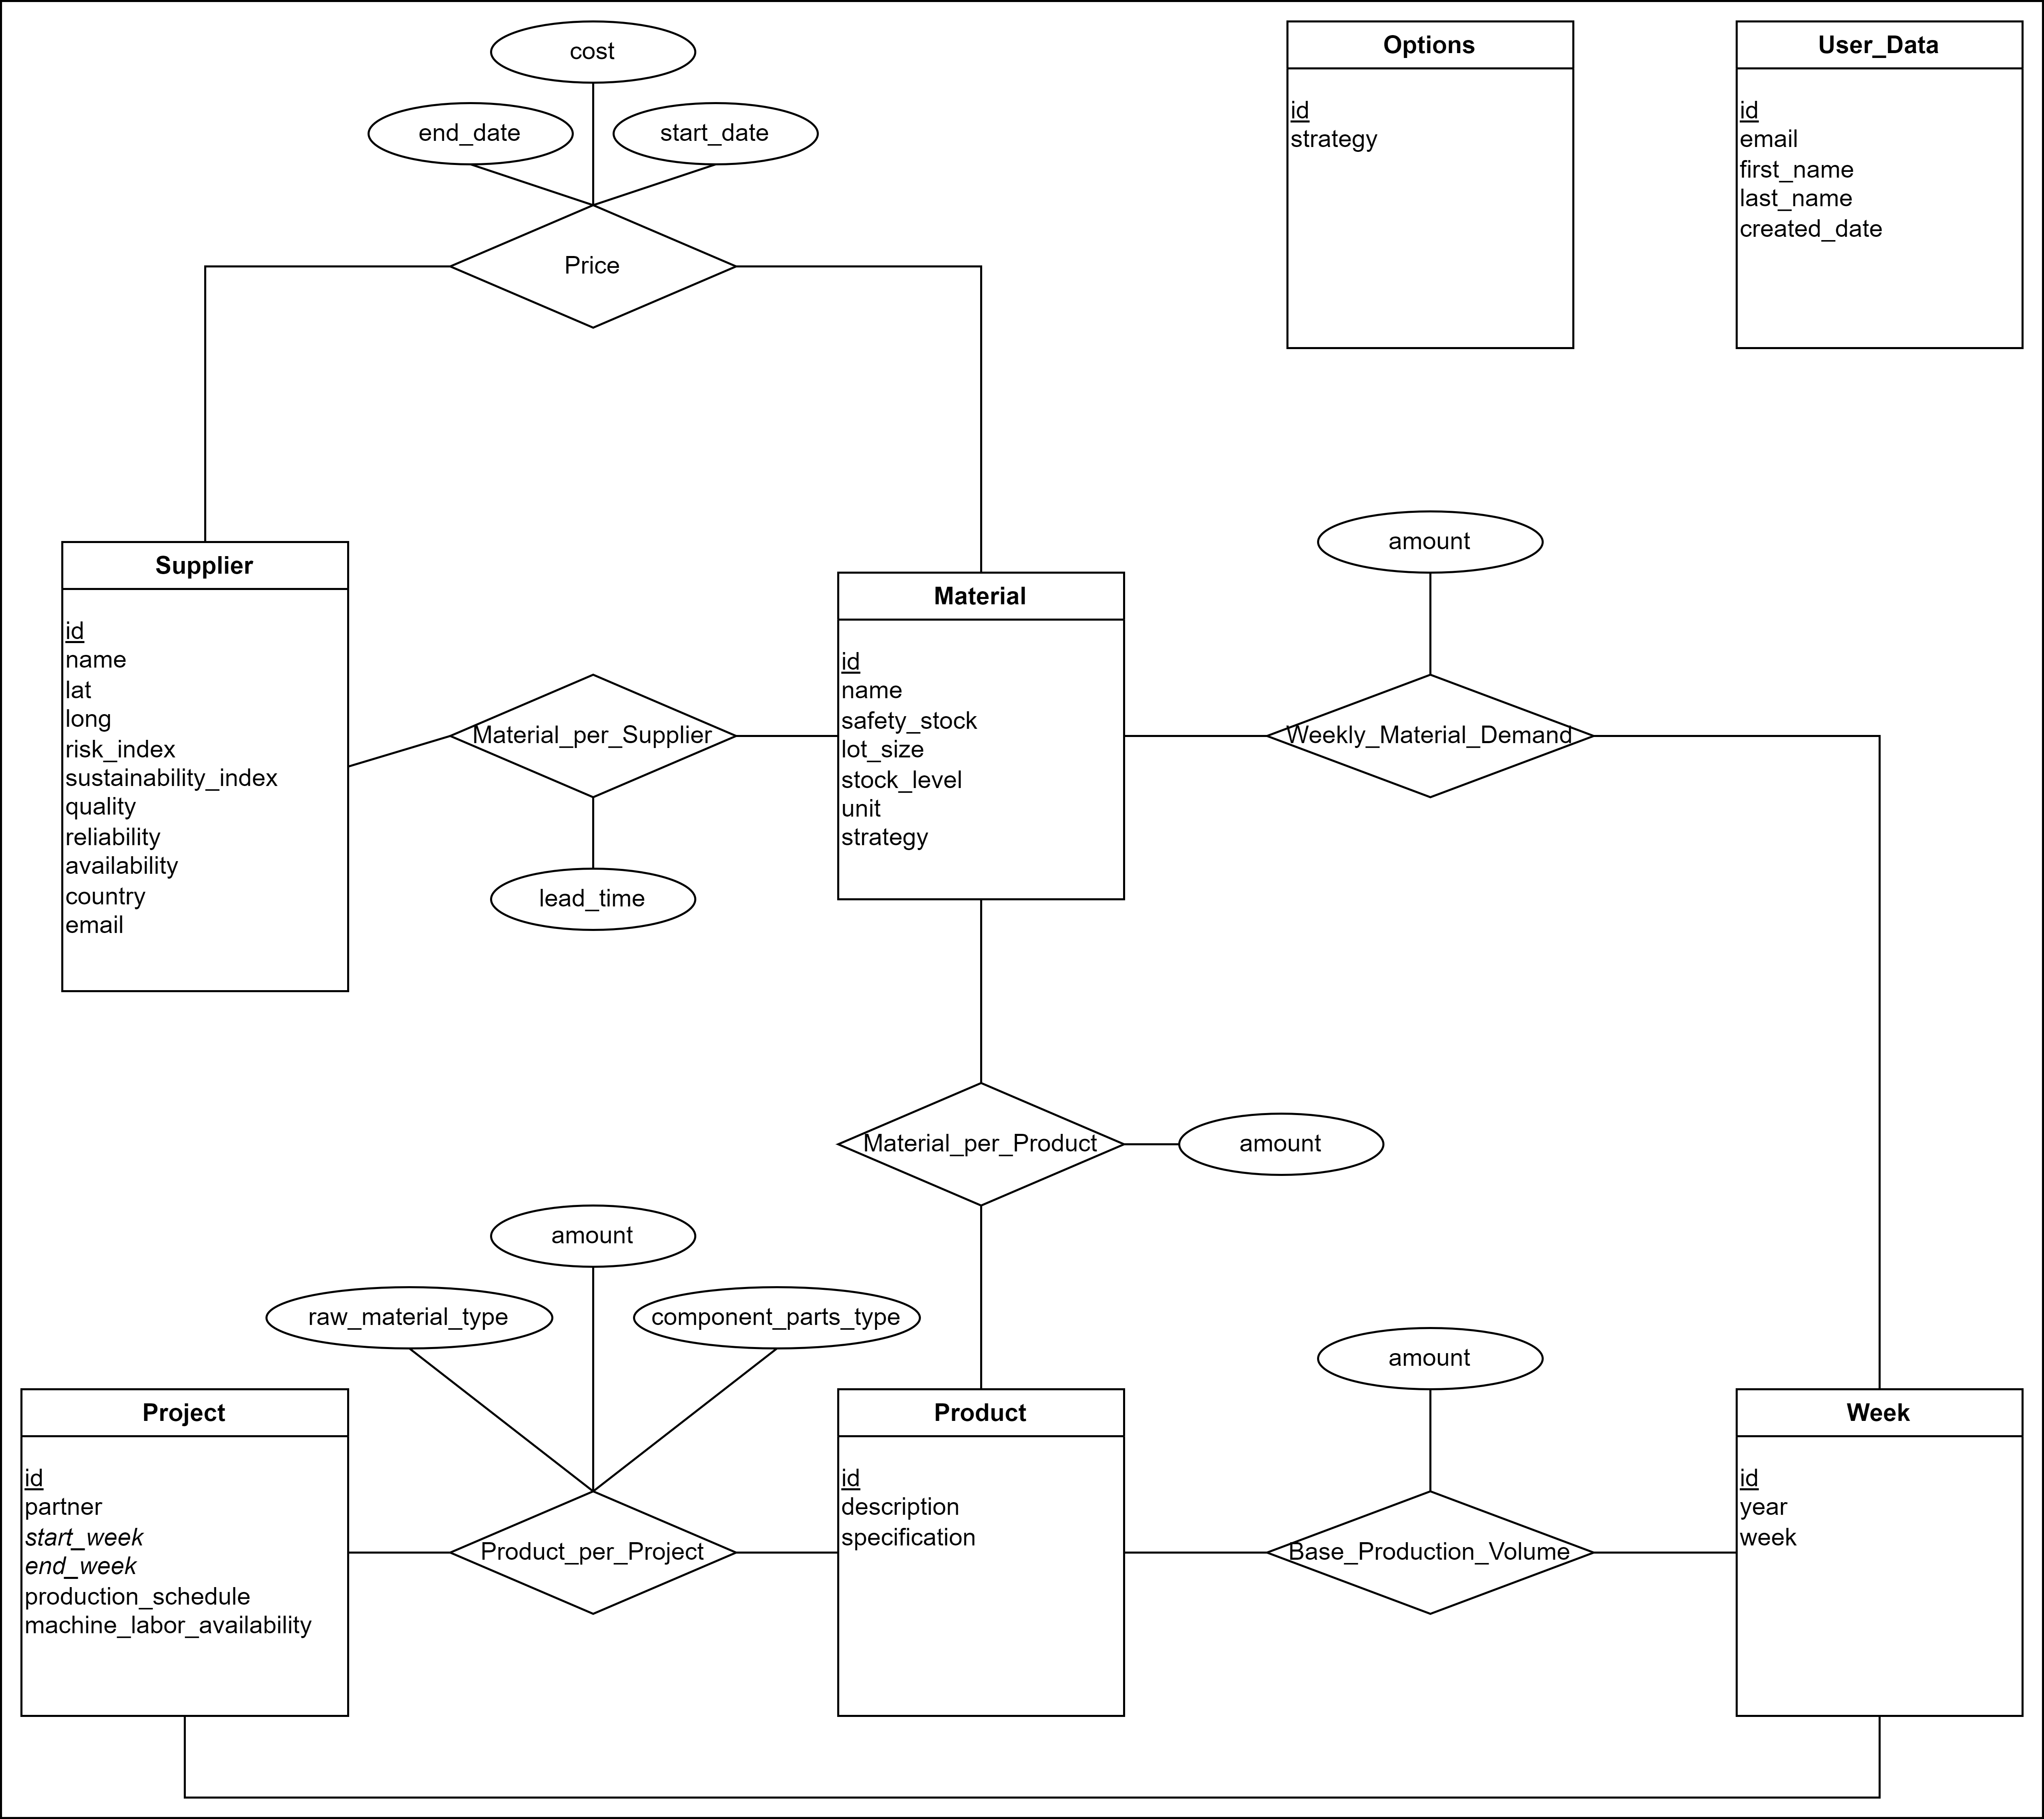 cost
end_date
start_date
Price
Options
id
strategy
User_Data
id
email
first_name
last_name
created_date
Supplier
id
name
lat
long
risk_index
sustainability_index
quality
reliability
availability
country
email
Material_per_Supplier
lead_time
Material
id
name
safety_stock
lot_size
stock_level
unit
strategy
amount
Weekly_Material_Demand
Material_per_Product
amount
amount
raw_material_type
component_parts_type
Project
id
partner
start_week
end_week
production_schedule
machine_labor_availability
Product_per_Project
Product
id
description
specification
amount
Base_Production_Volume
Week
id
year
week